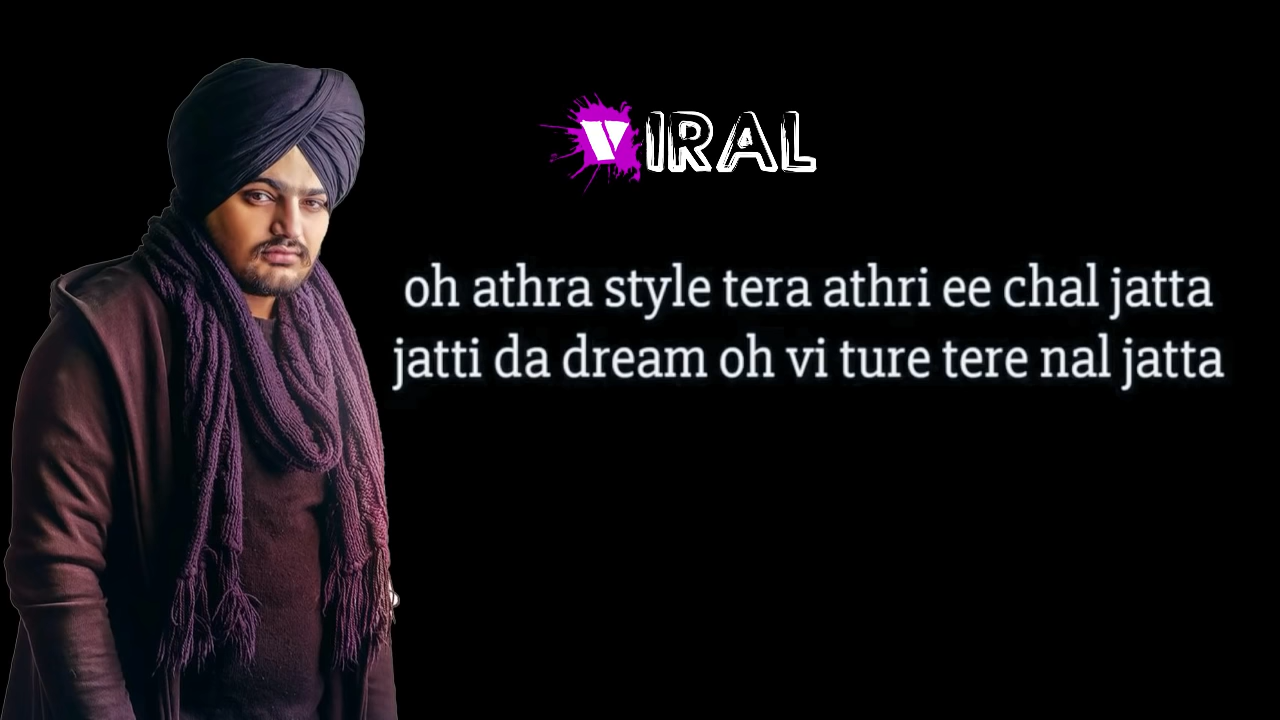 VIRAL
oh athra style tera athri ee chal jatta
jatti da dream oh vi ture tere nal jatta